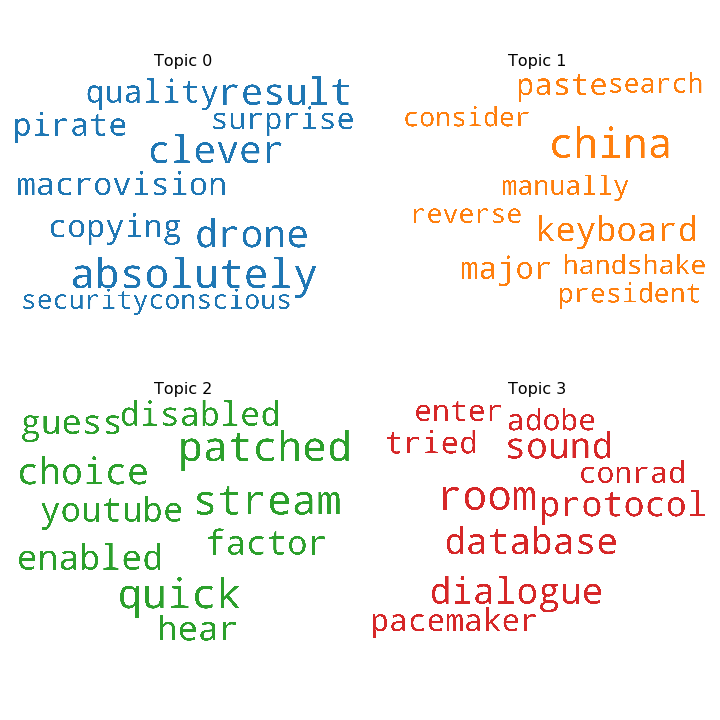 Topic 0
quality result
pirate surprise
clever
macrovision
copying drone
absolutely
securityconscious
Topic 1
paste search
consider
china
manually
reverse keyboard
major handshake
president
Topic 2
guess disabled
patched
choice
stream
youtube
factor
enabled
quick
hear
Topic 3
enter adobe
tried sound
conrad
room protocol
database
dialogue
pacemaker